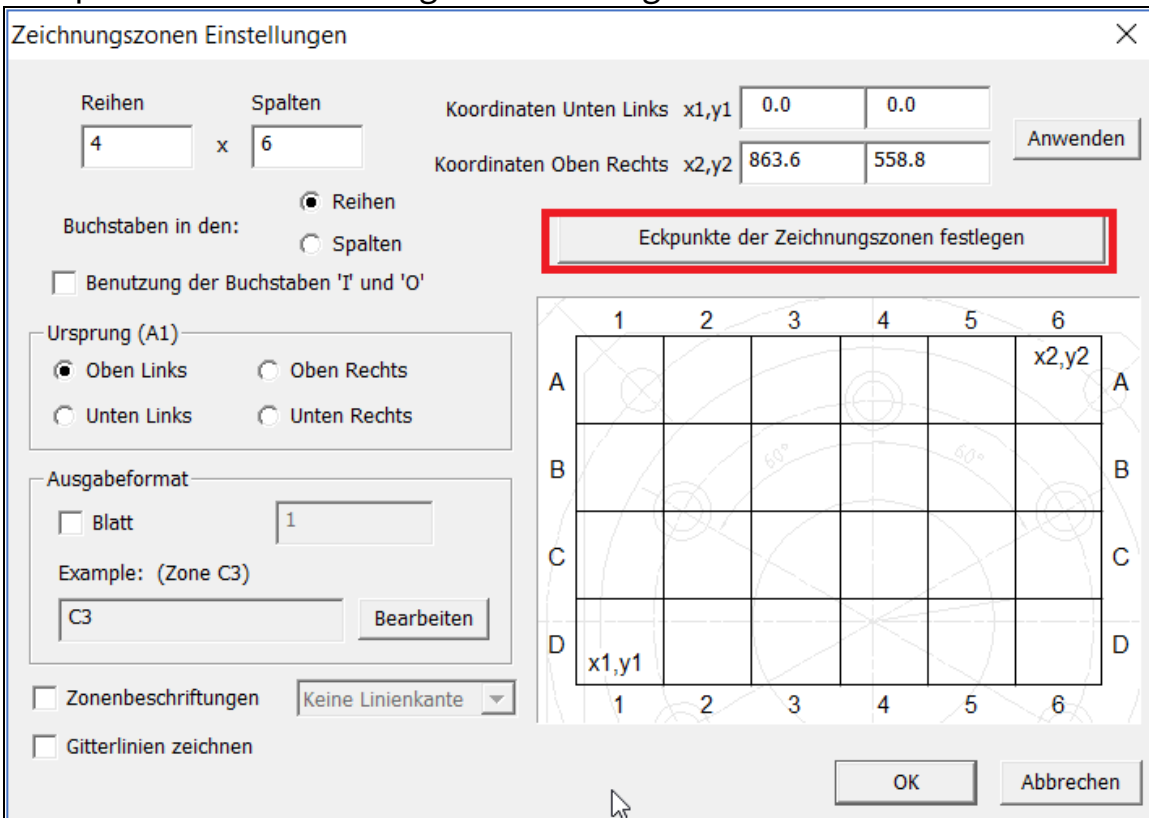 Zeichnungszonen Einstellungen
Reihen Spalten
4 x 6
Koordinaten Unten Links x1,y1 0.0 0.0
Koordinaten Oben Rechts x2,y2 863.6 558.8
Anwenden
Buchstaben in den:
Reihen
Spalten
Eckpunkte der Zeichnungszonen festlegen
Benutzung der Buchstaben 'I' und 'O'
Ursprung (A1)
Oben Links Oben Rechts
Unten Links Unten Rechts
Ausgabeformat
Blatt 1
Example: (Zone C3)
C3 Bearbeiten
Zonenbeschriftungen Keine Linienkante
Gitterlinien zeichnen
1 2 3 4 5 6
x2,y2
A A
60° 60°
B B
C C
D D
x1,y1
1 2 3 4 5 6
OK Abbrechen